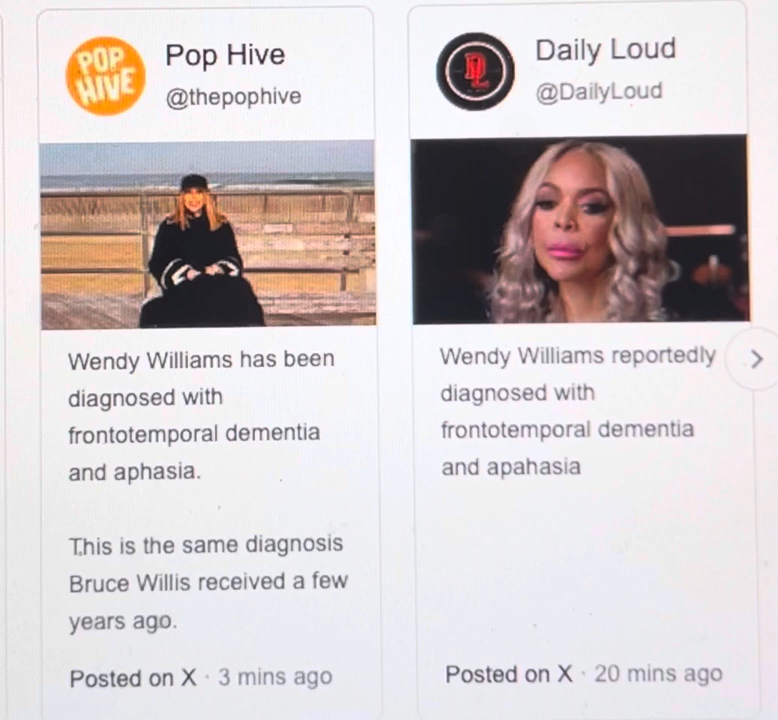 POP
HIVE
Pop Hive
@thepophive
Wendy Williams has been
diagnosed with
frontotemporal dementia
and aphasia.
This is the same diagnosis
Bruce Willis received a few
years ago.
Posted on X · 3 mins ago
DL
Daily Loud
@DailyLoud
Wendy Williams reportedly
diagnosed with
frontotemporal dementia
and apahasia
Posted on X · 20 mins ago